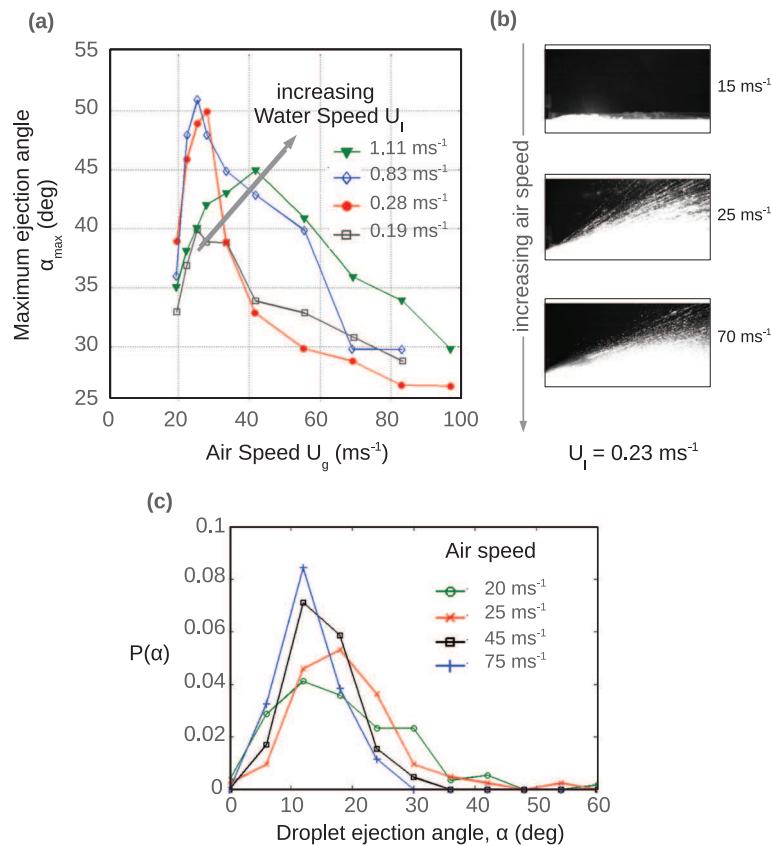 (a)
55
50
45
40
35
30
25
0
20
40
60
80
100
Maximum ejection angle
α_max (deg)
Air Speed U_g (ms⁻¹)
increasing
Water Speed U_l
1.11 ms⁻¹
0.83 ms⁻¹
0.28 ms⁻¹
0.19 ms⁻¹
(b)
increasing air speed
15 ms⁻¹
25 ms⁻¹
70 ms⁻¹
U_l = 0.23 ms⁻¹
(c)
0.1
0.08
0.06
0.04
0.02
0
P(α)
Air speed
20 ms⁻¹
25 ms⁻¹
45 ms⁻¹
75 ms⁻¹
0
10
20
30
40
50
60
Droplet ejection angle, α (deg)